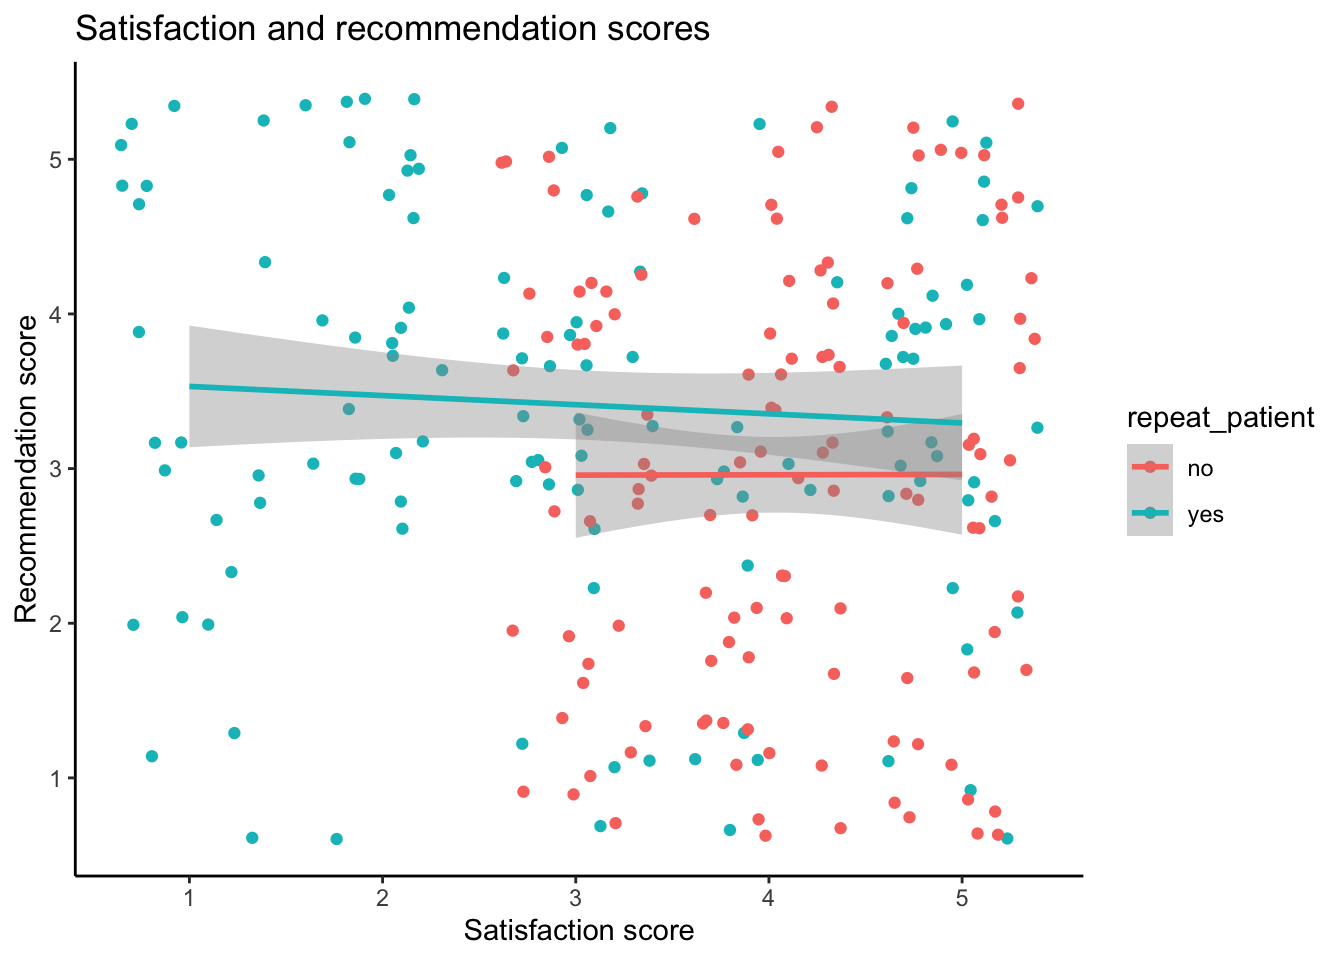 Satisfaction and recommendation scores
Recommendation score
5
4
3
2
1
1 2 3 4 5
Satisfaction score
repeat_patient
no
yes